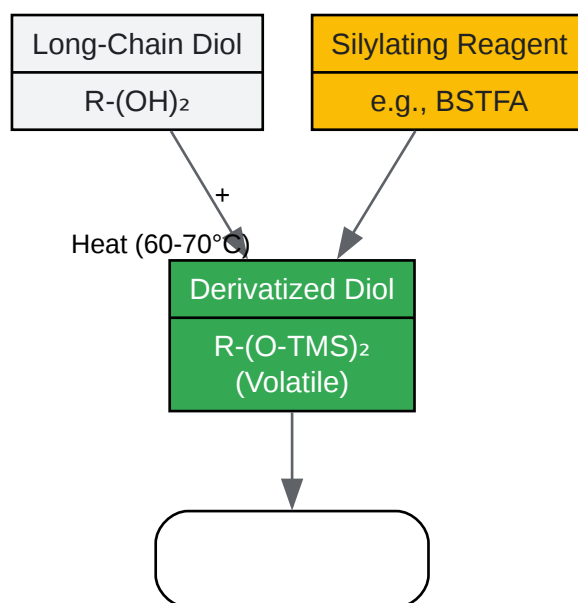 Long-Chain Diol
R-(OH)₂
Silylating Reagent
e.g., BSTFA
+
Heat (60-70°C)
Derivatized Diol
R-(O-TMS)₂
(Volatile)